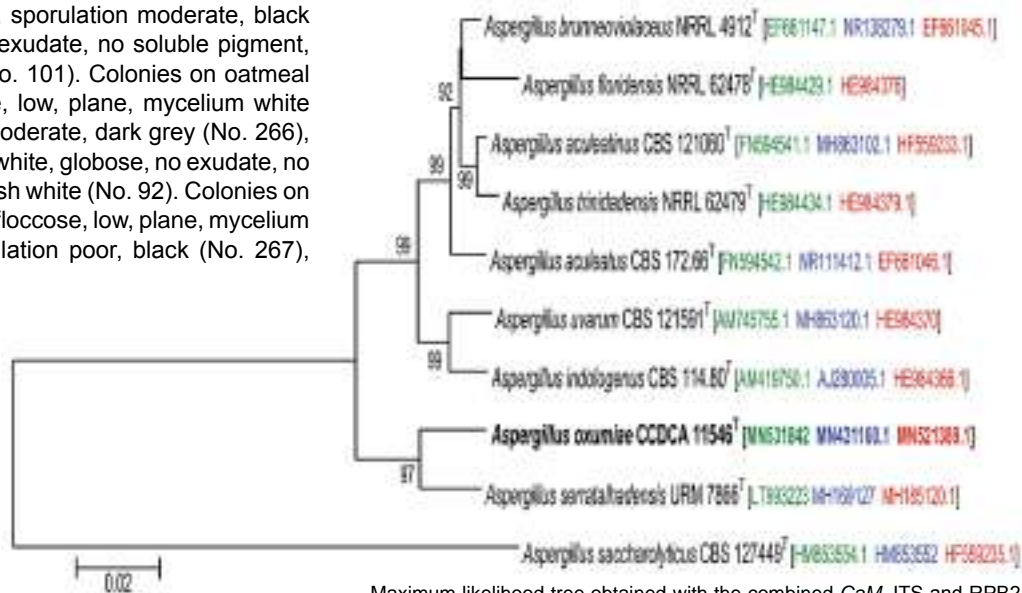 sporulation moderate, black
exudate, no soluble pigment,
o. 101). Colonies on oatmeal
, low, plane, mycelium white
oderate, dark grey (No. 266),
white, globose, no exudate, no
sh white (No. 92). Colonies on
floccose, low, plane, mycelium
lation poor, black (No. 267),
Aspergillus brunneoviolaceus NRRL 4912T [EF661147.1 NR138279.1 EF661045.1]
Aspergillus floridensis NRRL 62478T [HE984429.1 HE984376]
92
Aspergillus aculeatinus CBS 121060T [FN594541.1 MH863102.1 HF559233.1]
99
99
Aspergillus trinidadensis NRRL 62479T [HE984434.1 HE984379.1]
98
Aspergillus aculeatus CBS 172.66T [FN594542.1 NR111412.1 EF661046.1]
Aspergillus uvarum CBS 121591T [AM745755.1 MH863120.1 HE984370]
99
Aspergillus indologenus CBS 114.80T [AM419750.1 AJ280005.1 HE984366.1]
Aspergillus oxumiae CCDCA 11546T [MN531842 MN431160.1 MN521389.1]
97
Aspergillus serratalhadensis URM 7866T [LT993223 MH169127 MH185120.1]
Aspergillus saccharolyticus CBS 127449T [HM853554.1 HM853552 HF559235.1]
0.02
Maximum likelihood tree obtained with the combined CaM, ITS and RPB2